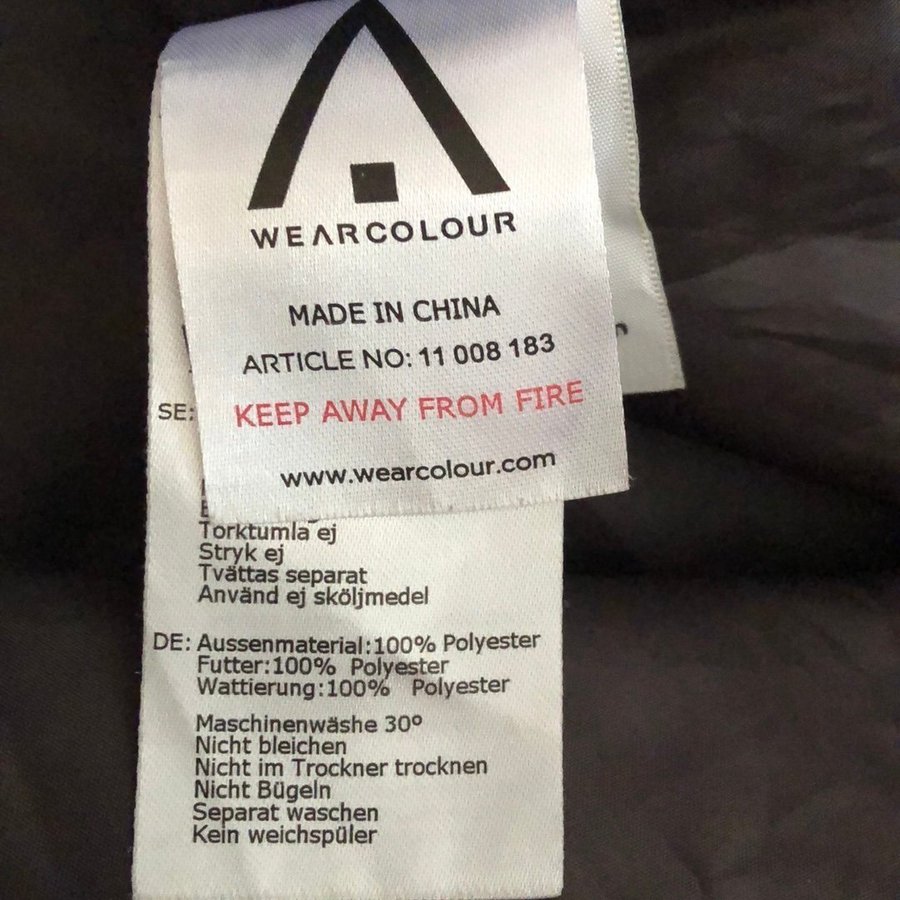 WEARCOLOUR
MADE IN CHINA
ARTICLE NO: 11 008 183
KEEP AWAY FROM FIRE
www.wearcolour.com
SE:
Torktumla ej
Stryk ej
Tvättas separat
Använd ej sköljmedel
DE: Aussenmaterial:100% Polyester
Futter:100% Polyester
Wattierung:100% Polyester
Maschinenwäshe 30º
Nicht bleichen
Nicht im Trockner trocknen
Nicht Bügeln
Separat waschen
Kein weichspüler